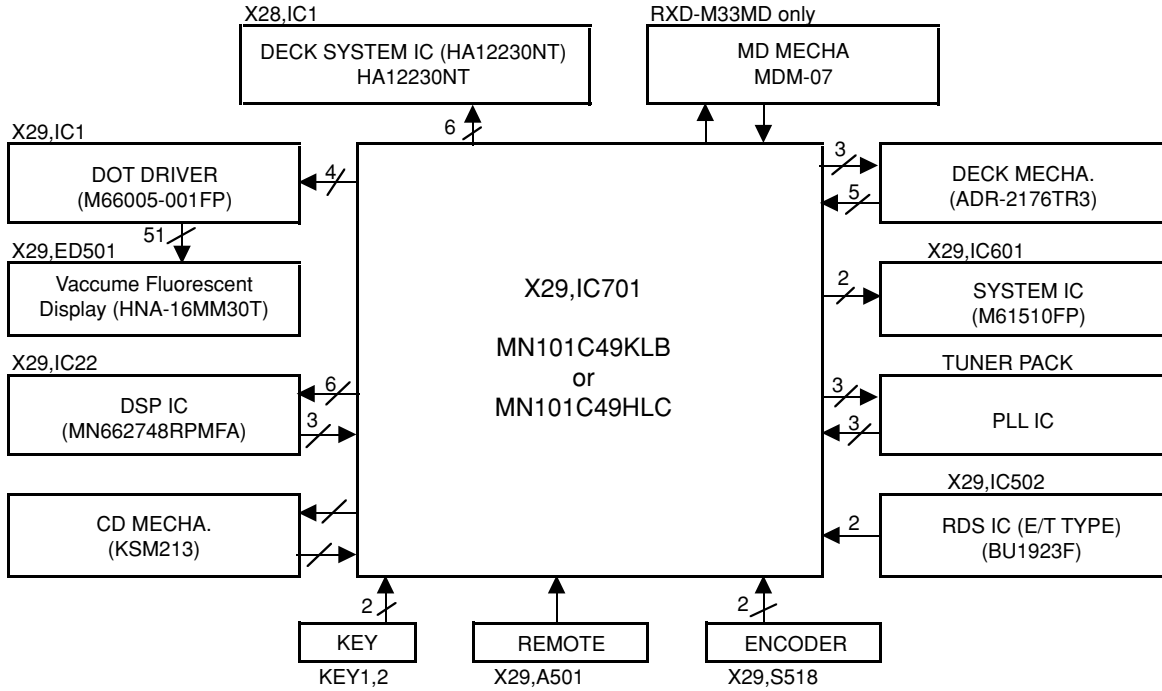 X28,IC1
DECK SYSTEM IC (HA12230NT)
HA12230NT
6
RXD-M33MD only
MD MECHA
MDM-07
X29,IC1
DOT DRIVER
(M66005-001FP)
4
51
X29,ED501
Vaccume Fluorescent
Display (HNA-16MM30T)
X29,IC22
DSP IC
(MN662748RPMFA)
6
3
CD MECHA.
(KSM213)
X29,IC701
MN101C49KLB
or
MN101C49HLC
3
5
DECK MECHA.
(ADR-2176TR3)
X29,IC601
2
SYSTEM IC
(M61510FP)
TUNER PACK
3
3
PLL IC
X29,IC502
2
RDS IC (E/T TYPE)
(BU1923F)
2
KEY
KEY1,2
REMOTE
X29,A501
2
ENCODER
X29,S518